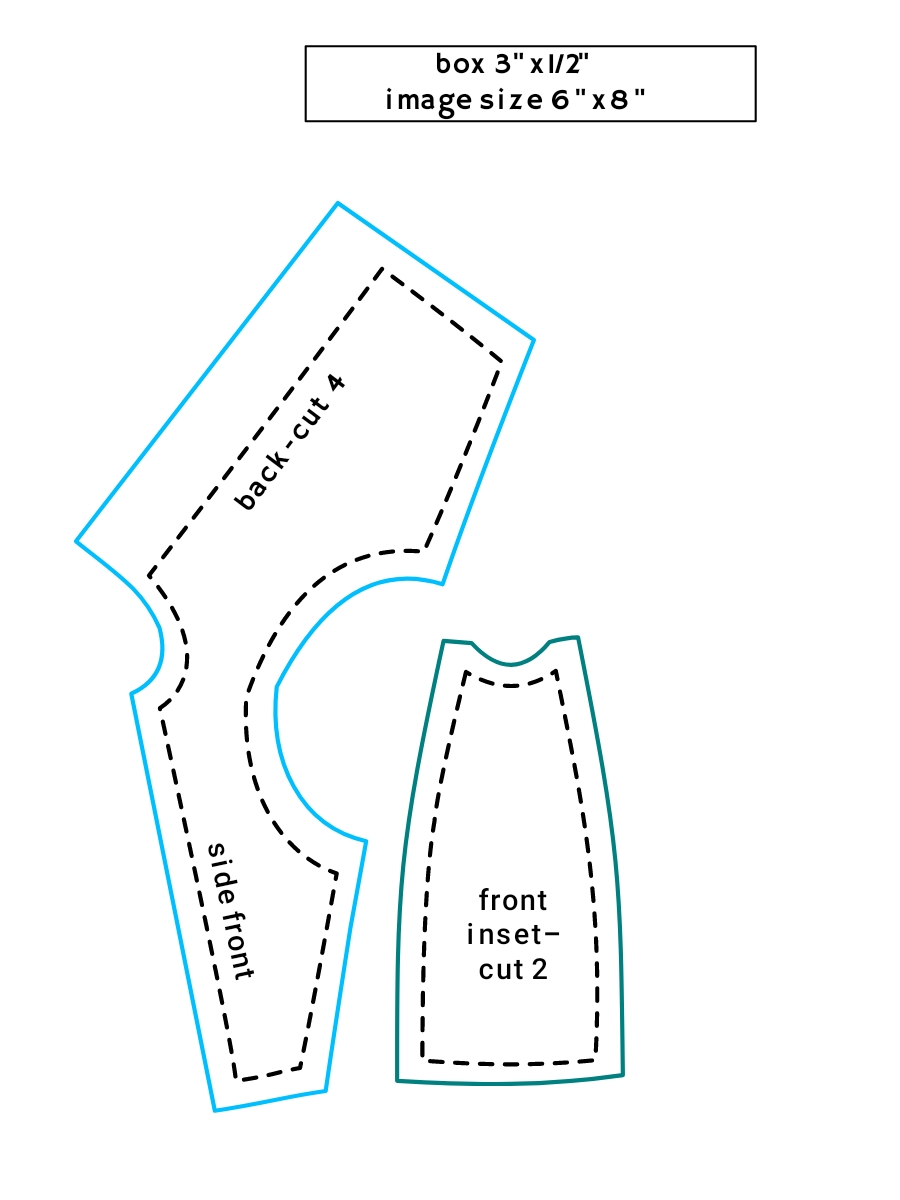 box 3" x 1/2"
image size 6" x 8"
back-cut 4
side front
front
inset-
cut 2